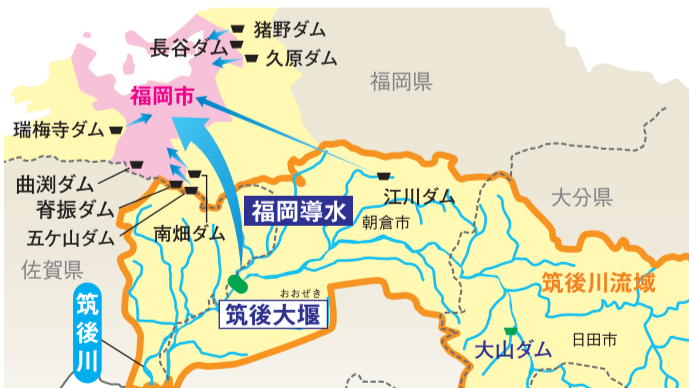 猪野ダム
長谷ダム
久原ダム
福岡県
福岡市
瑞梅寺ダム
曲渕ダム
脊振ダム
五ケ山ダム
南畑ダム
江川ダム
大分県
福岡導水
朝倉市
佐賀県
筑後川流域
おおぜき
筑後大堰
筑後川
大山ダム
日田市